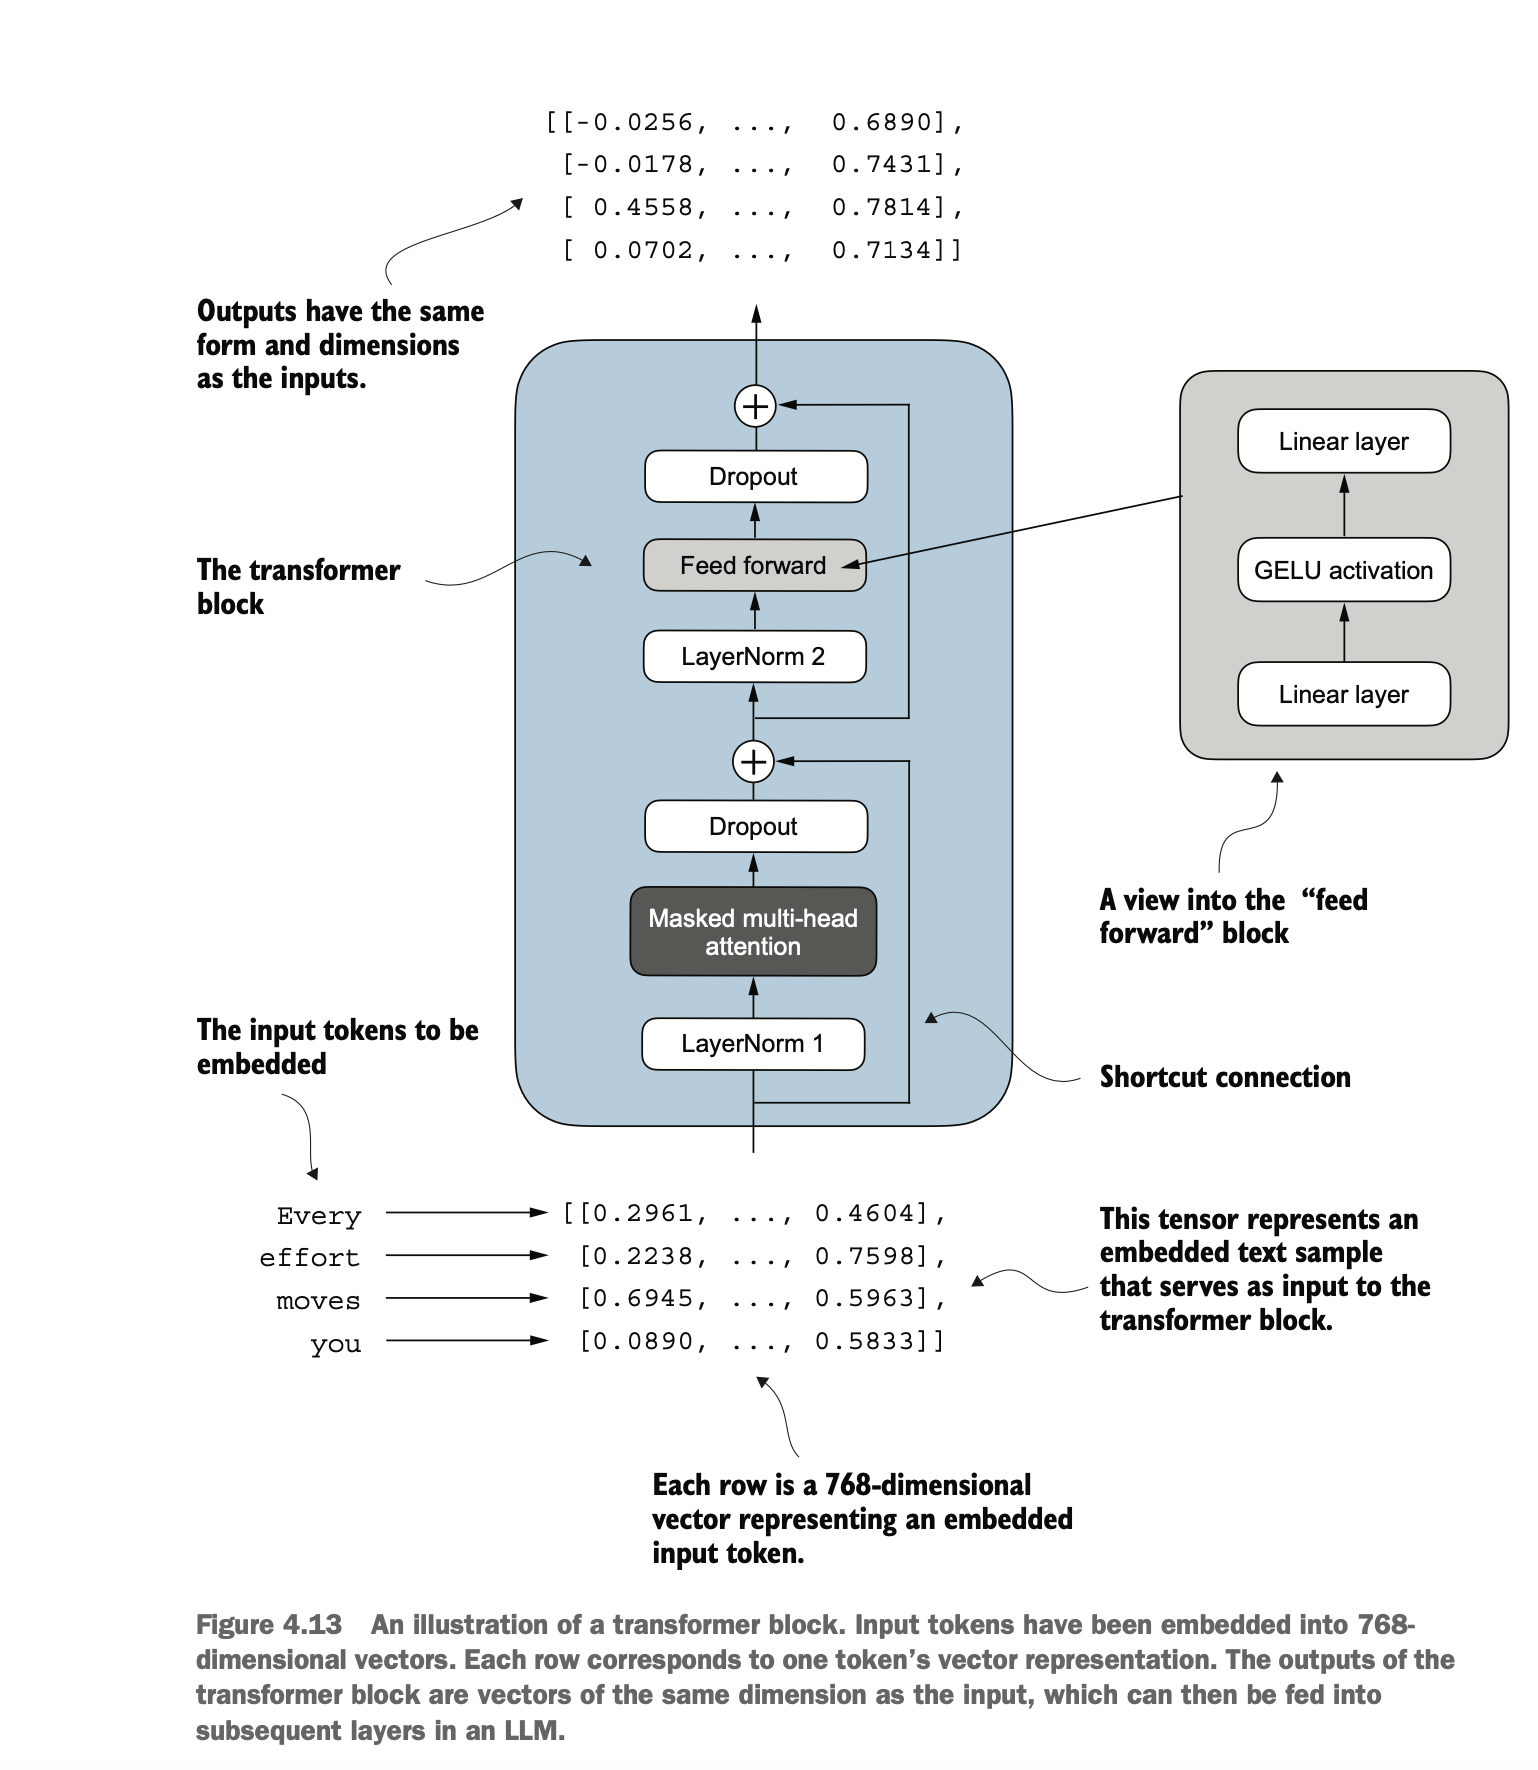 [[-0.0256, ..., 0.6890],
[-0.0178, ..., 0.7431],
[ 0.4558, ..., 0.7814],
[ 0.0702, ..., 0.7134]]
Outputs have the same
form and dimensions
as the inputs.
+
Dropout
Feed forward
LayerNorm 2
+
Dropout
Masked multi-head
attention
LayerNorm 1
The transformer
block
Linear layer
GELU activation
Linear layer
A view into the “feed
forward” block
Shortcut connection
The input tokens to be
embedded
Every [[0.2961, ..., 0.4604],
effort [0.2238, ..., 0.7598],
moves [0.6945, ..., 0.5963],
you [0.0890, ..., 0.5833]]
This tensor represents an
embedded text sample
that serves as input to the
transformer block.
Each row is a 768-dimensional
vector representing an embedded
input token.
Figure 4.13 An illustration of a transformer block. Input tokens have been embedded into 768-
dimensional vectors. Each row corresponds to one token’s vector representation. The outputs of the
transformer block are vectors of the same dimension as the input, which can then be fed into
subsequent layers in an LLM.